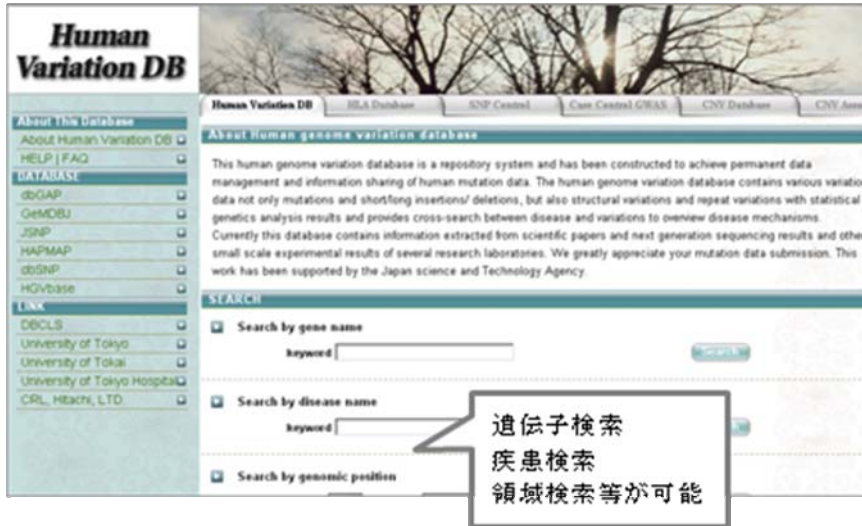 Human
Variation DB
Human Variation DB
HLA Database
SNP Control
Case Control GWAS
CNV Database
CNV
About This Database
About Human Variation DB
HELP | FAQ
DATABASE
dbGAP
GeMDBJ
JSNP
HAPMAP
dbSNP
HGVbase
LINK
DBCLS
University of Tokyo
University of Tokai
University of Tokyo Hospital
CRL, Hitachi, LTD.
About Human genome variation database
This human genome variation database is a repository system and has been constructed to achieve permanent data
management and information sharing of human mutation data. The human genome variation database contains various variation
data not only mutations and short/long insertions/ deletions, but also structural variations and repeat variations with statistical
genetics analysis results and provides cross-search between disease and variations to overview disease mechanisms.
Currently this database contains information extracted from scientific papers and next generation sequencing results and othe
small scale experimental results of several research laboratories. We greatly appreciate your mutation data submission. This
work has been supported by the Japan science and Technology Agency.
SEARCH
Search by gene name
keyword
Search
Search by disease name
keyword
Search by genomic position
遺伝子検索
疾患検索
領域検索等が可能